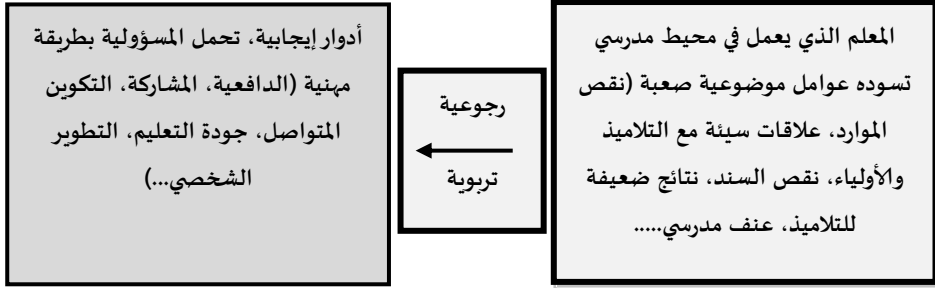 المعلم الذي يعمل في محيط مدرسي
تسوده عوامل موضوعية صعبة (نقص
الموارد، علاقات سيئة مع التلاميذ
والأولياء، نقص السند، نتائج ضعيفة
للتلاميذ، عنف مدرسي.....
رجوعية
تربوية
أدوار إيجابية، تحمل المسؤولية بطريقة
مهنية (الدافعية، المشاركة، التكوين
المتواصل، جودة التعليم، التطوير
الشخصي...)